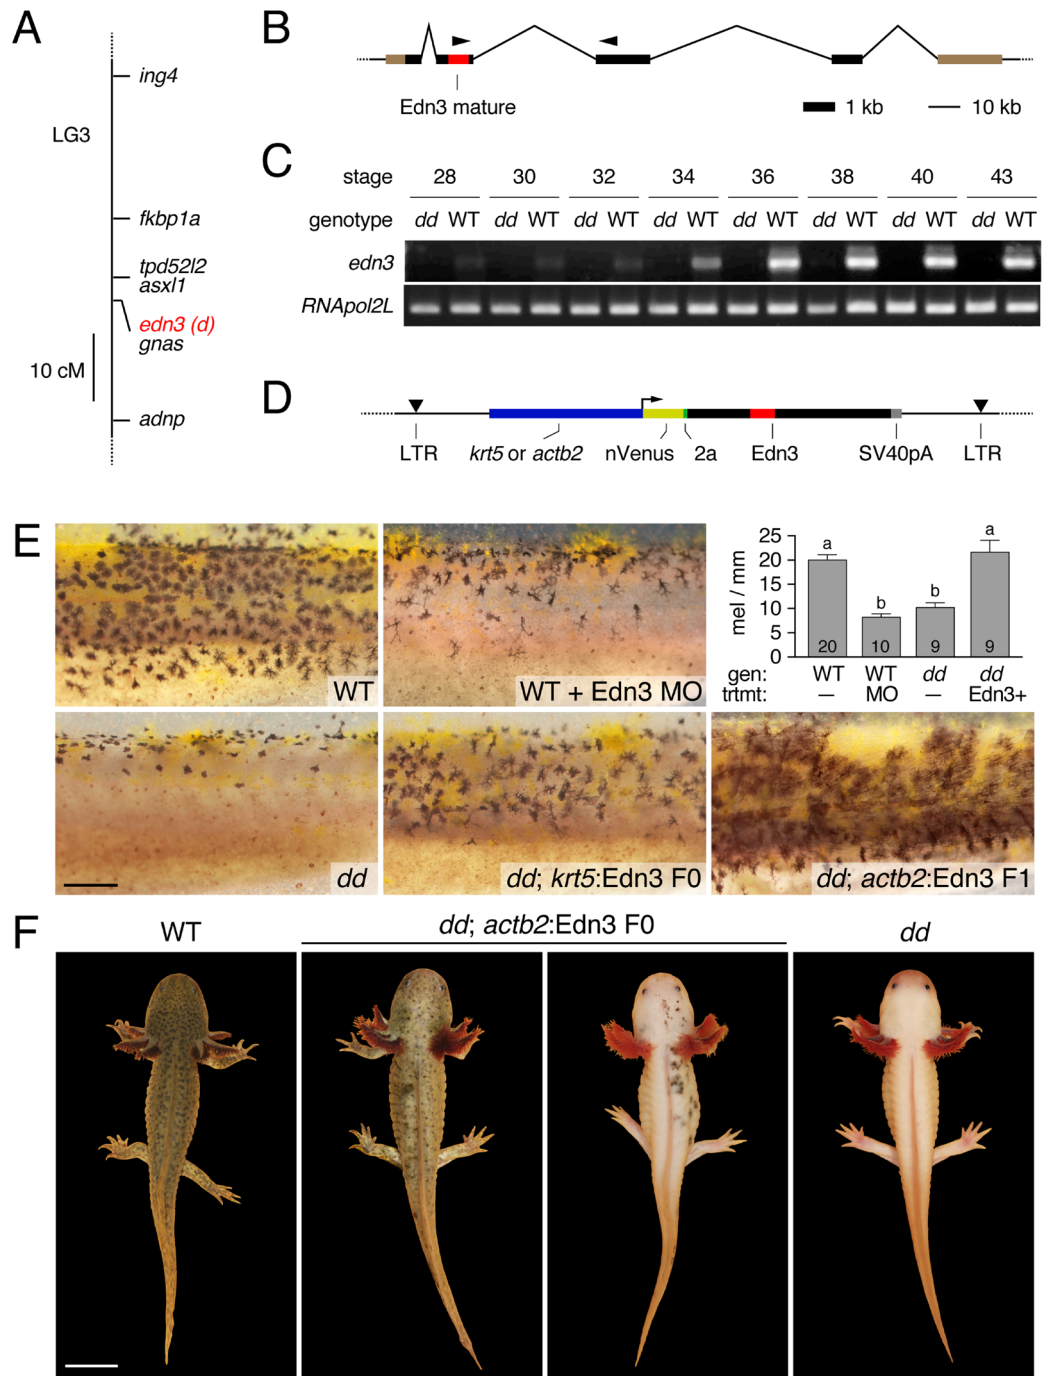 A
ing4
LG3
fkbp1a
tpd52l2
asxl1
edn3 (d)
gnas
10 cM
adnp
B
Edn3 mature
1 kb
10 kb
C
stage 28 30 32 34 36 38 40 43
genotype dd WT dd WT dd WT dd WT dd WT dd WT dd WT dd WT
edn3
RNApol2L
D
LTR krt5 or actb2 nVenus 2a Edn3 SV40pA LTR
E
WT
WT + Edn3 MO
mel / mm
25
20
15
10
5
0
a b b a
20 10 9 9
gen: WT WT dd dd
trtmt: – MO – Edn3+
dd
dd; krt5:Edn3 F0
dd; actb2:Edn3 F1
F
WT
dd; actb2:Edn3 F0
dd